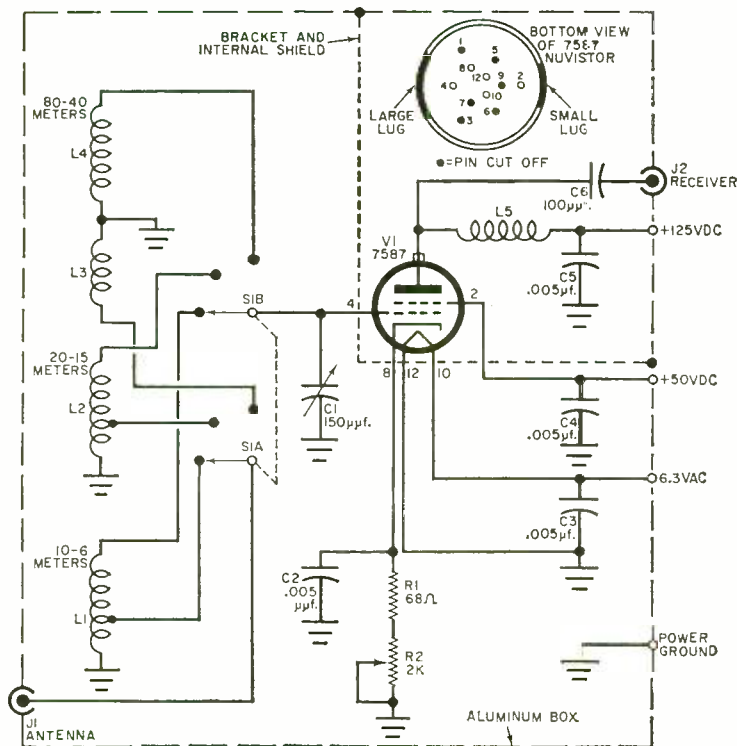 BRACKET AND
INTERNAL SHIELD
BOTTOM VIEW
OF 7587
NUVISTOR
1
5
8
12
9
2
4
10
7
6
3
LARGE
LUG
SMALL
LUG
●=PIN CUT OFF
80-40
METERS
L4
J2
RECEIVER
C6
100µµf.
L5
+125VDC
V1
7587
C5
.005µf.
L3
S1B
4
2
8
12
10
20-15
METERS
L2
C1
150µµf.
+50VDC
C4
.005µf.
S1A
6.3VAC
C3
.005µf.
10-6
METERS
L1
C2
.005
µµf.
R1
68Ω
R2
2K
POWER
GROUND
J1
ANTENNA
ALUMINUM BOX